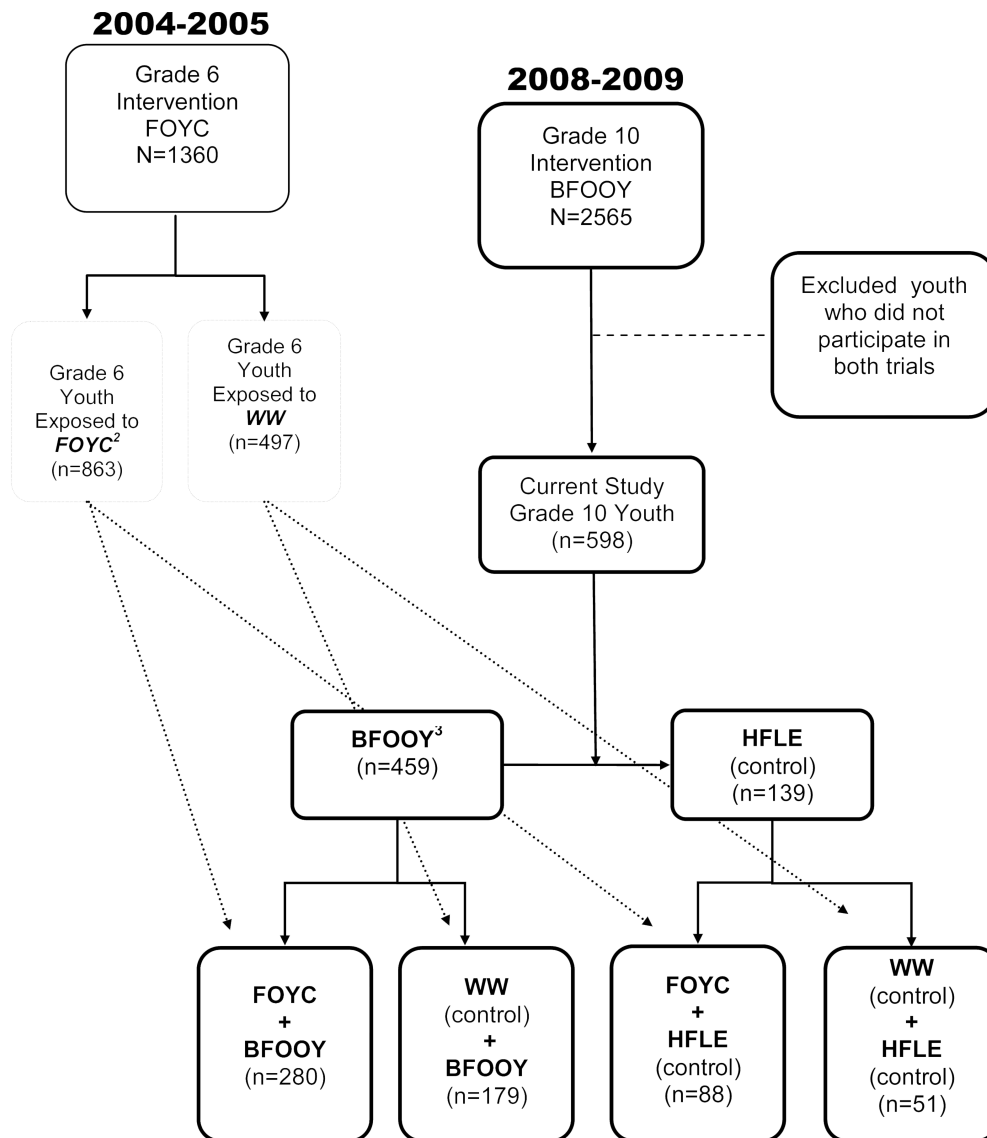 2004-2005
Grade 6
Intervention
FOYC
N=1360
2008-2009
Grade 10
Intervention
BFOOY
N=2565
Excluded youth
who did not
participate in
both trials
Grade 6
Youth
Exposed to
FOYC²
(n=863)
Grade 6
Youth
Exposed to
WW
(n=497)
Current Study
Grade 10 Youth
(n=598)
BFOOY³
(n=459)
HFLE
(control)
(n=139)
FOYC
+
BFOOY
(n=280)
WW
(control)
+
BFOOY
(n=179)
FOYC
+
HFLE
(control)
(n=88)
WW
(control)
+
HFLE
(control)
(n=51)